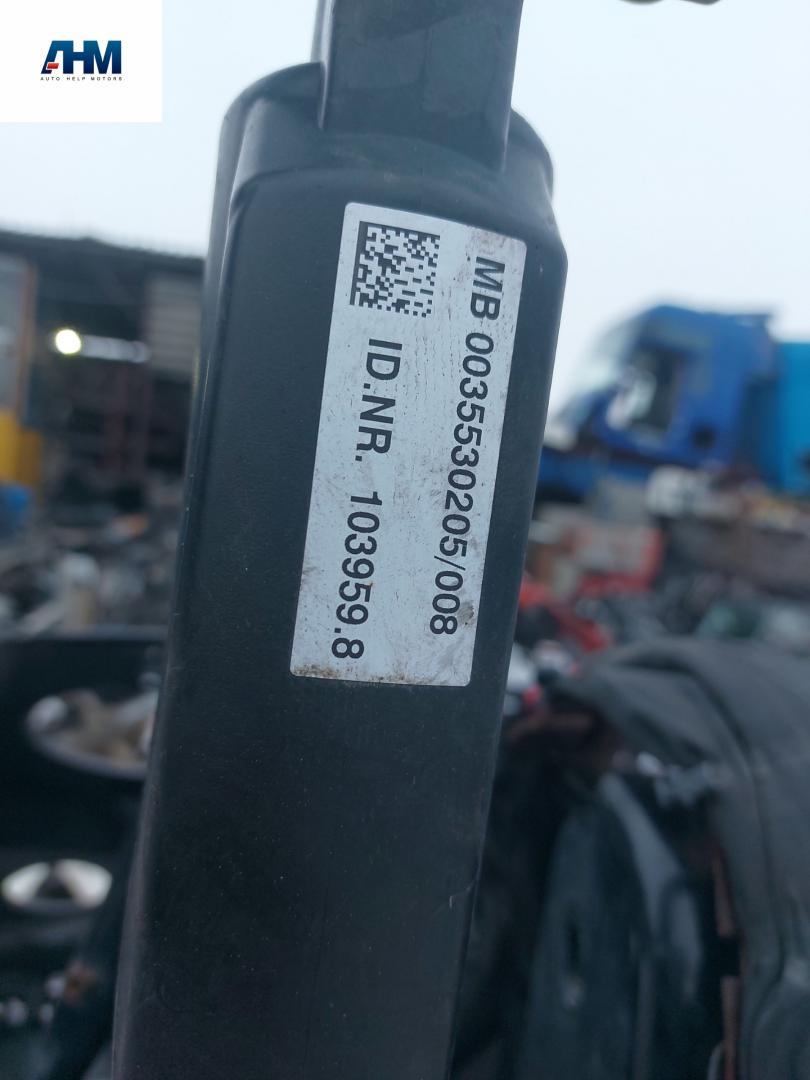 AHM
AUTO HELP MOTORS
MB 0035530205/008
ID.NR. 103959.8